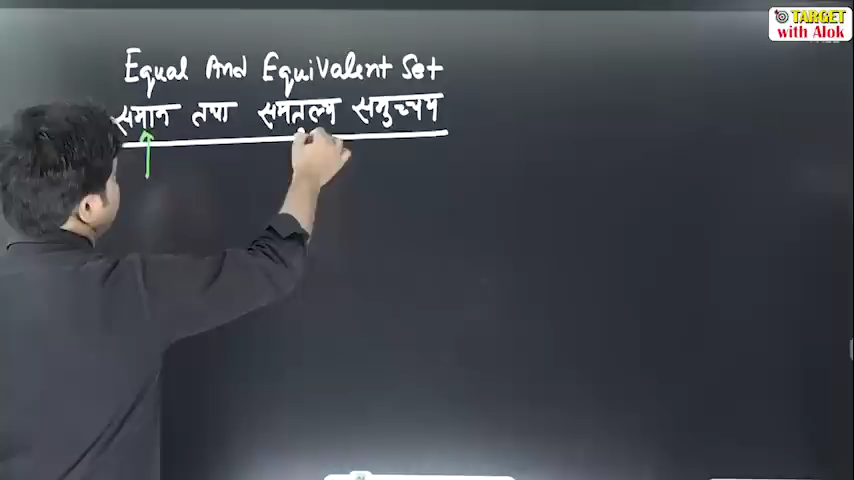 TARGET
with Alok
Equal And Equivalent Set
समान तथा समतुल्य समुच्चय